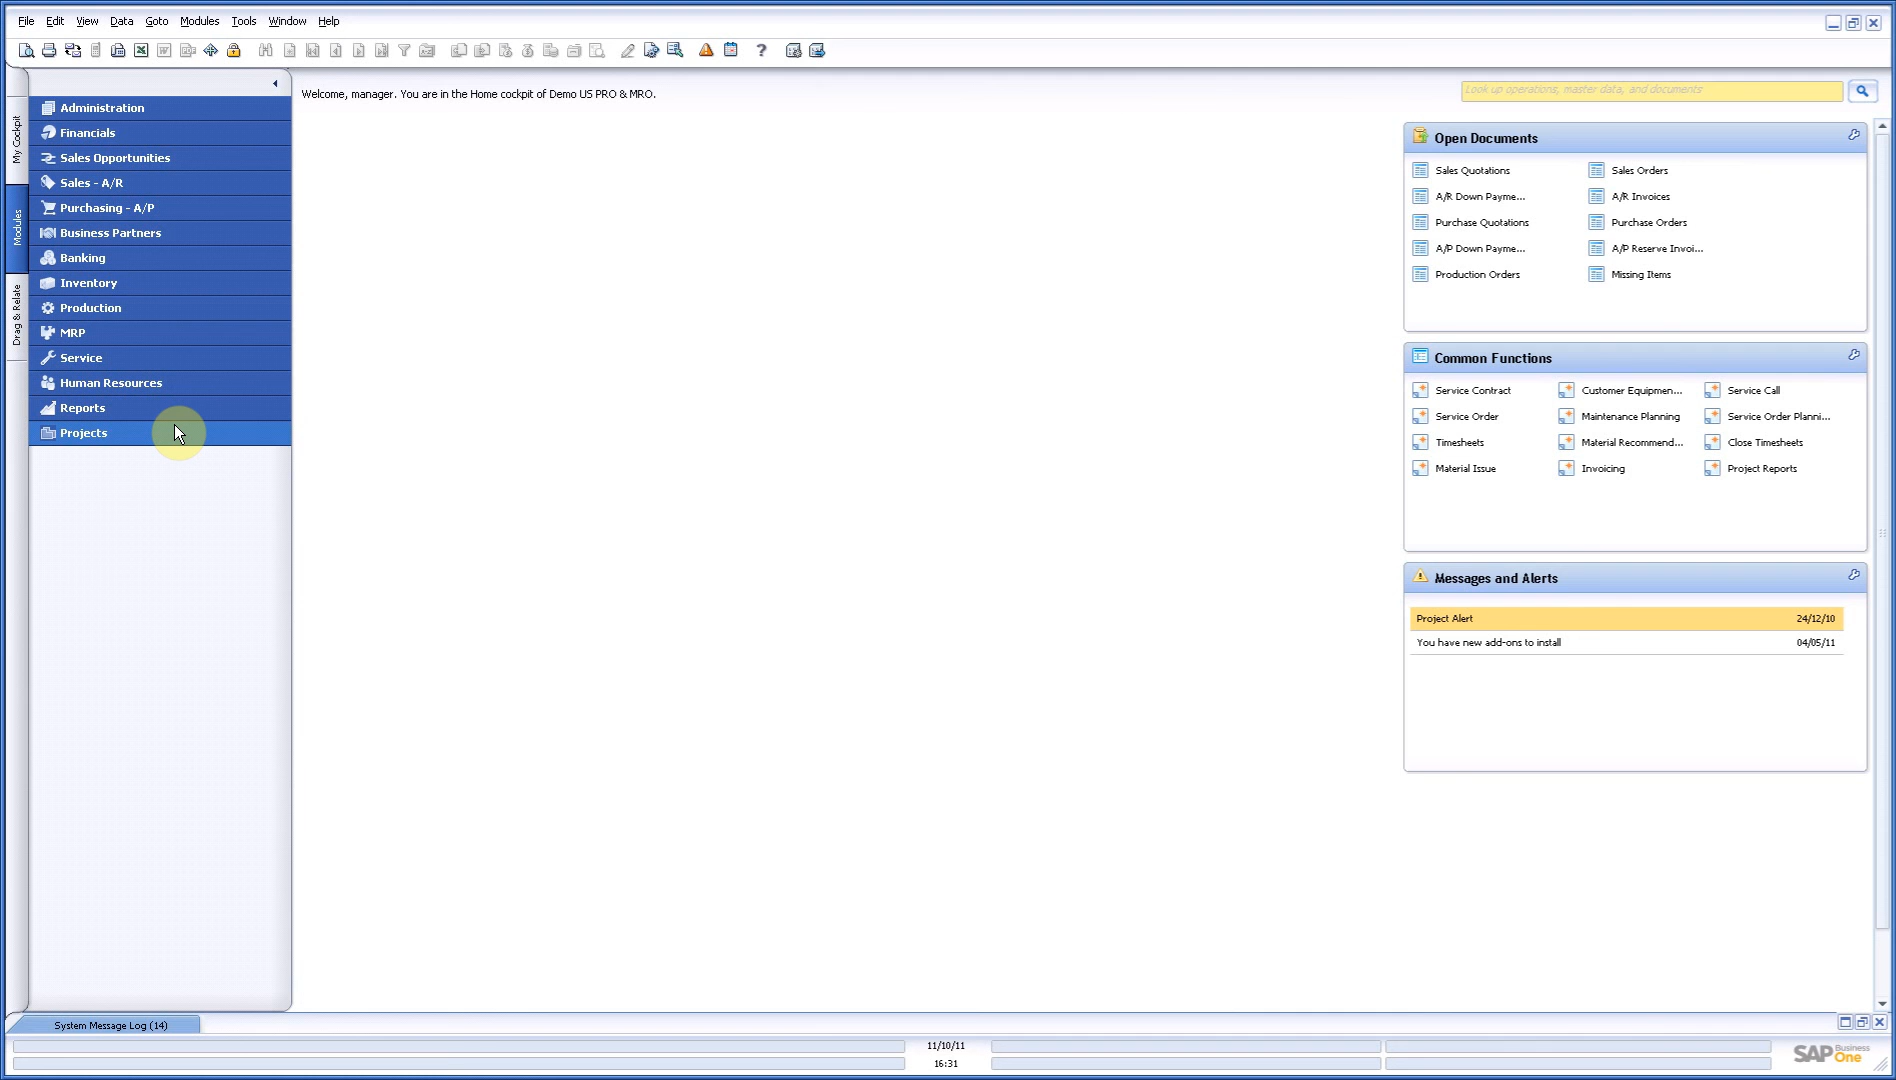 File Edit View Data Goto Modules Tools Window Help
Welcome, manager. You are in the Home cockpit of Demo US PRO & MRO.
Look up operations, master data, and documents
My Cockpit
Modules
Drag & Relate
Administration
Financials
Sales Opportunities
Sales - A/R
Purchasing - A/P
Business Partners
Banking
Inventory
Production
MRP
Service
Human Resources
Reports
Projects
Open Documents
Sales Quotations Sales Orders
A/R Down Payme... A/R Invoices
Purchase Quotations Purchase Orders
A/P Down Payme... A/P Reserve Invoi...
Production Orders Missing Items
Common Functions
Service Contract Customer Equipmen... Service Call
Service Order Maintenance Planning Service Order Planni...
Timesheets Material Recommend... Close Timesheets
Material Issue Invoicing Project Reports
Messages and Alerts
Project Alert 24/12/10
You have new add-ons to install 04/05/11
System Message Log (14)
11/10/11
16:31
SAP Business One